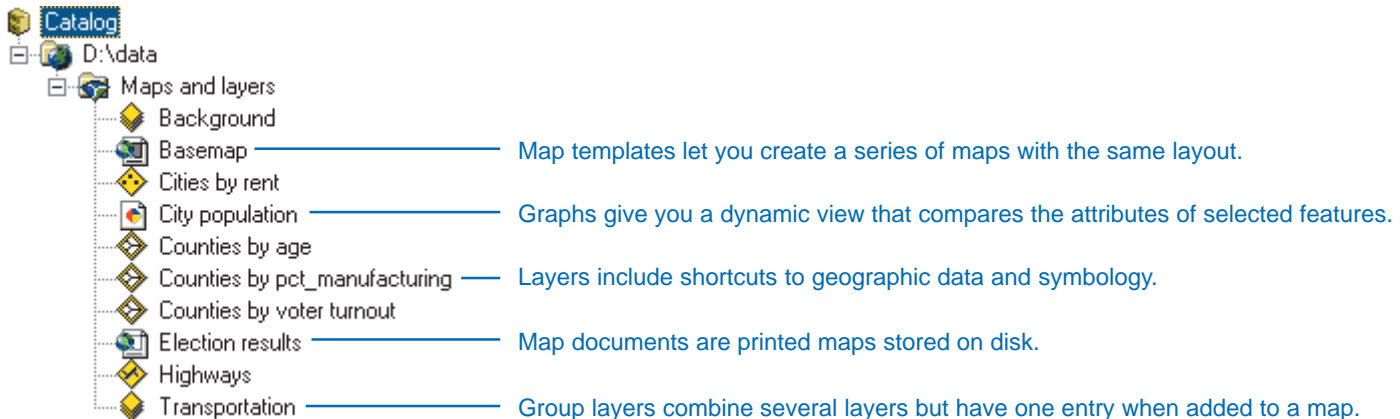 Catalog
D:\data
Maps and layers
Background
Basemap Map templates let you create a series of maps with the same layout.
Cities by rent
City population Graphs give you a dynamic view that compares the attributes of selected features.
Counties by age
Counties by pct_manufacturing Layers include shortcuts to geographic data and symbology.
Counties by voter turnout
Election results Map documents are printed maps stored on disk.
Highways
Transportation Group layers combine several layers but have one entry when added to a map.